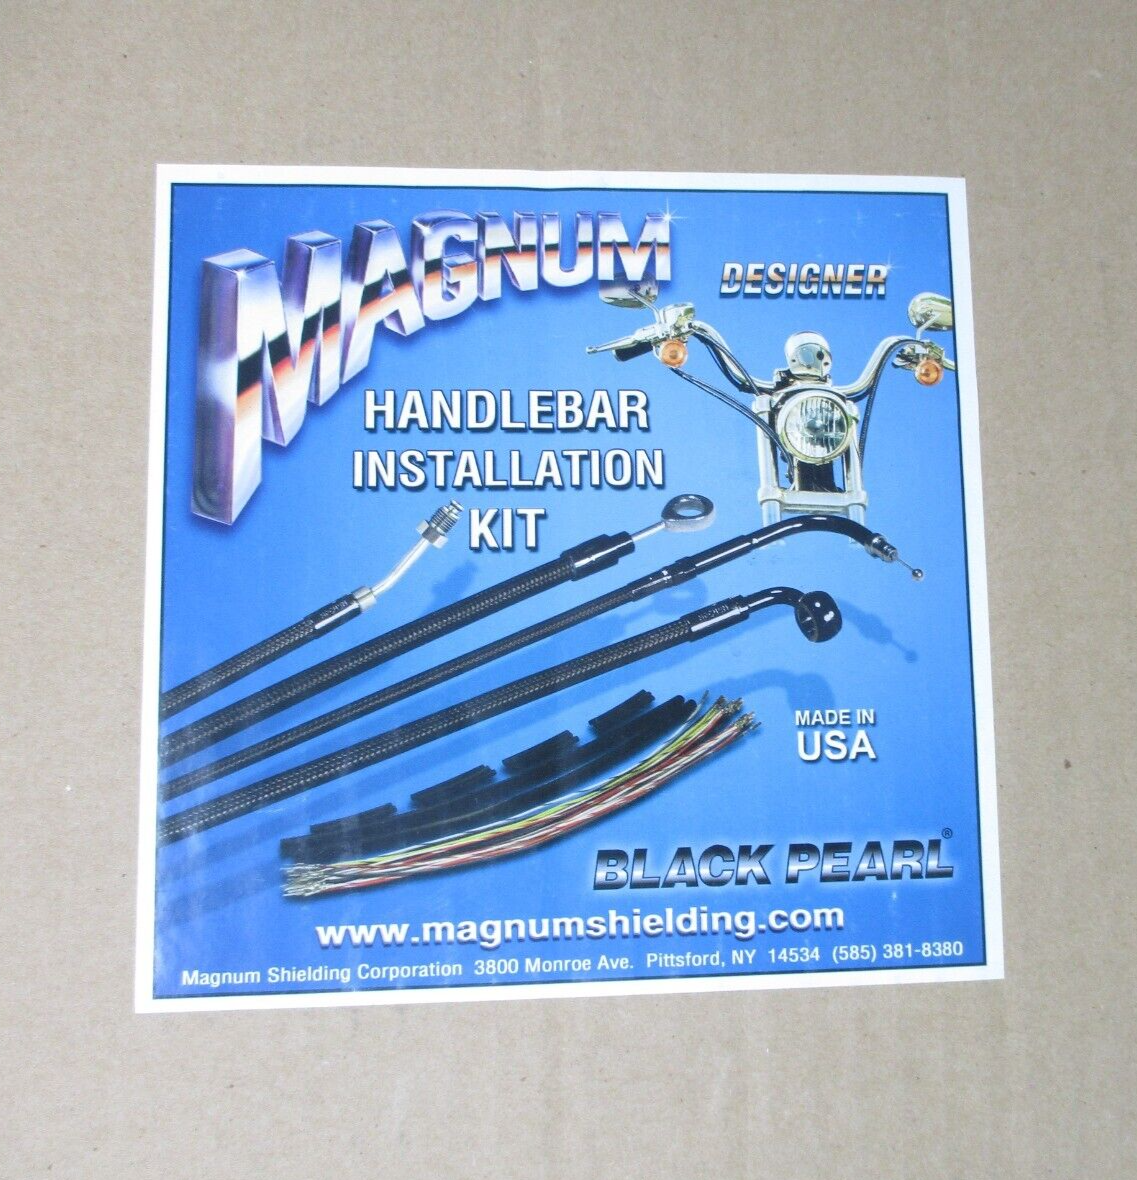 MAGNUM
DESIGNER
HANDLEBAR
INSTALLATION
KIT
MADE IN
USA
BLACK PEARL®
www.magnumshielding.com
Magnum Shielding Corporation 3800 Monroe Ave. Pittsford, NY 14534 (585) 381-8380